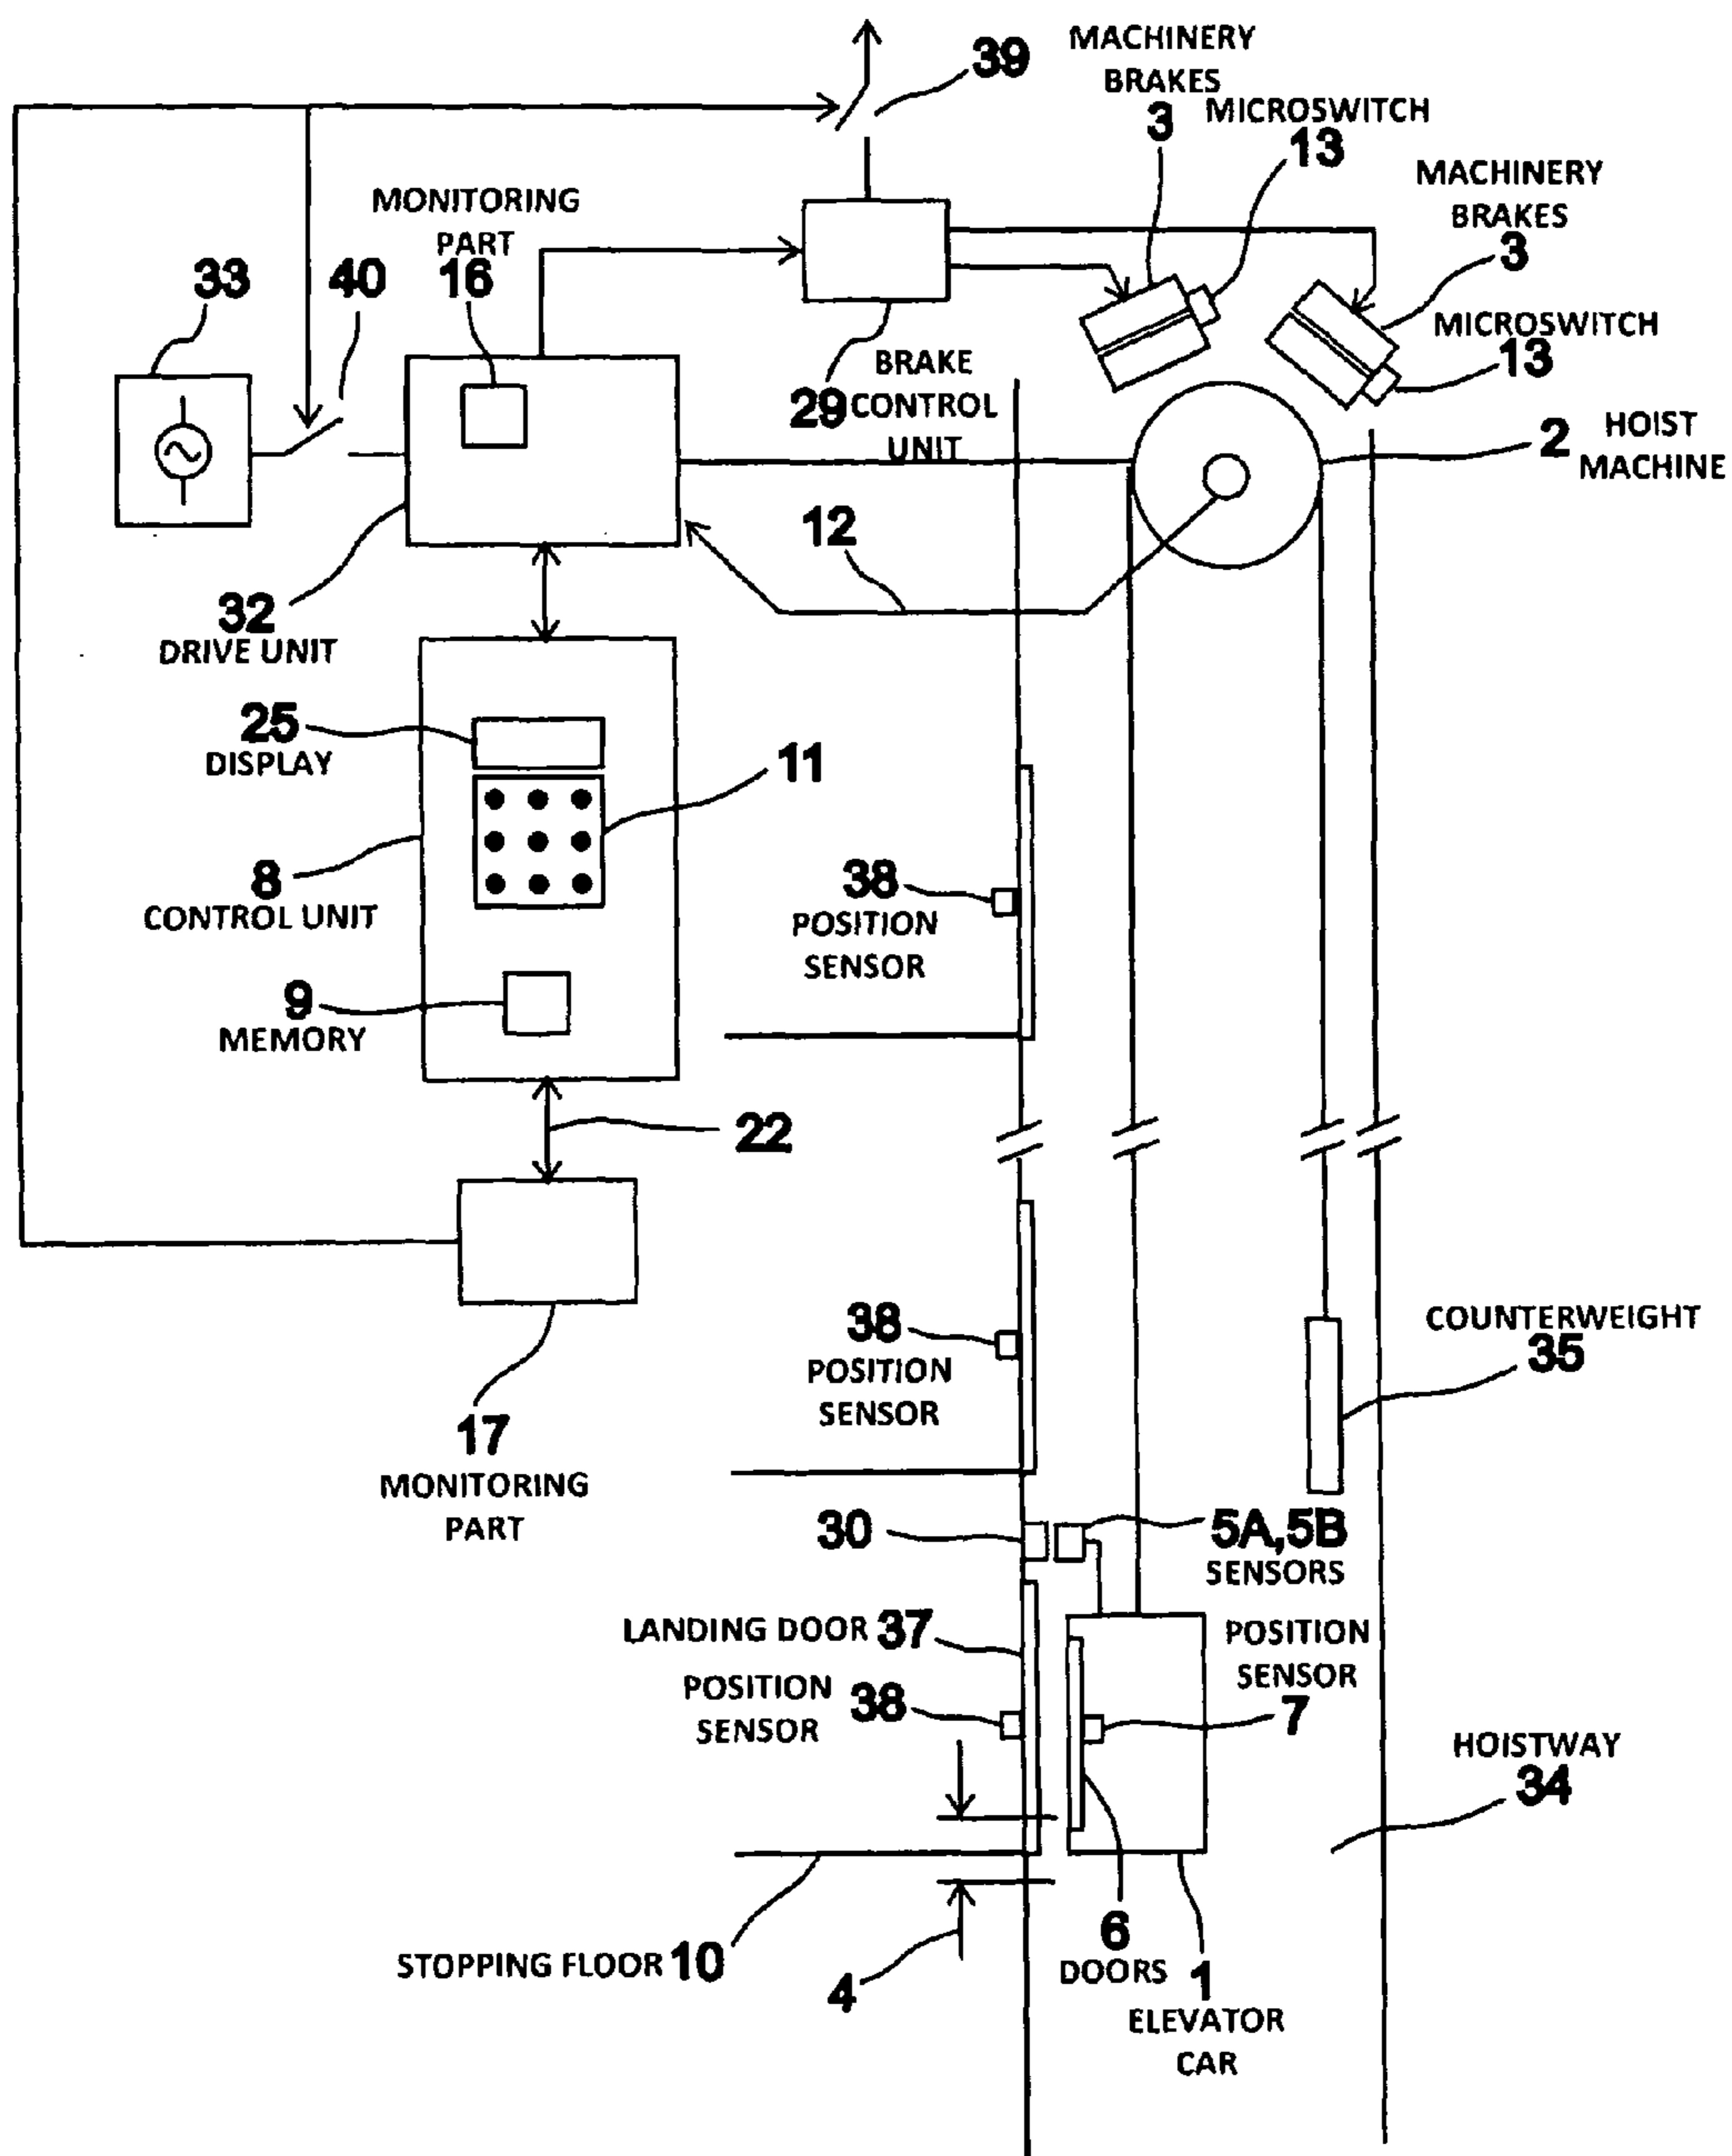 39
MACHINERY
BRAKES
3
MICROSWITCH
13
MACHINERY
BRAKES
3
MICROSWITCH
13
MONITORING
PART
16
33
40
BRAKE
29 CONTROL
UNIT
2 HOIST
MACHINE
12
32
DRIVE UNIT
25
DISPLAY
11
8
CONTROL UNIT
38
POSITION
SENSOR
9
MEMORY
22
38
POSITION
SENSOR
COUNTERWEIGHT
35
17
MONITORING
PART
30
5A,5B
SENSORS
LANDING DOOR 37
POSITION
SENSOR
7
POSITION
SENSOR 38
HOISTWAY
34
STOPPING FLOOR 10
4
6
DOORS
1
ELEVATOR
CAR